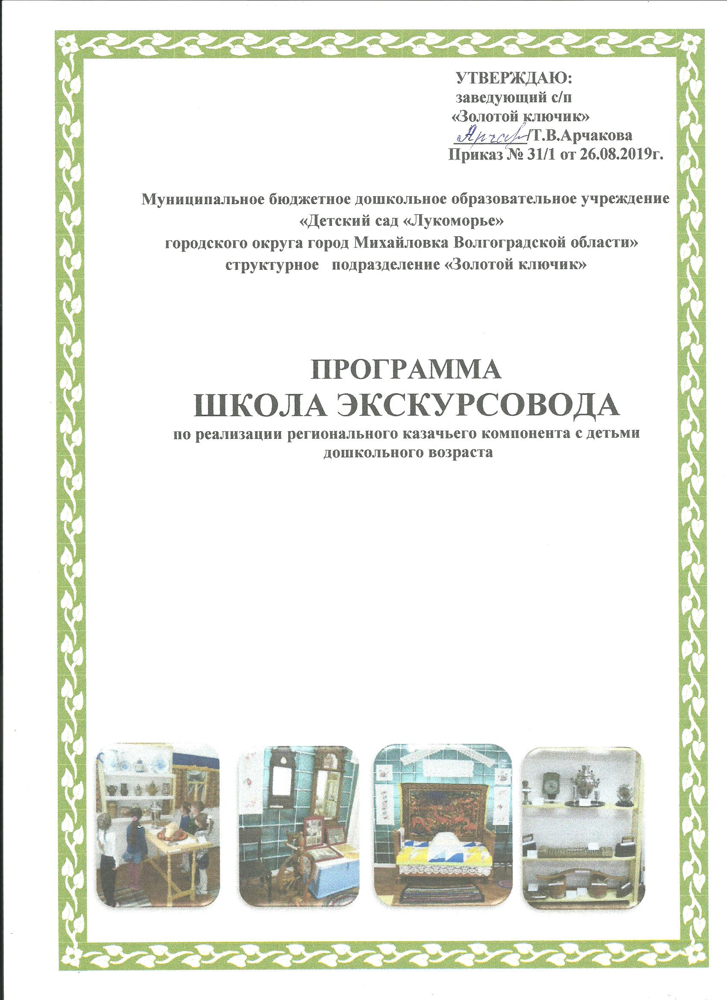 УТВЕРЖДАЮ:
заведующий с/п
«Золотой ключик»
/Т.В.Арчакова
Приказ № 31/1 от 26.08.2019г.
Муниципальное бюджетное дошкольное образовательное учреждение
«Детский сад «Лукоморье»
городского округа город Михайловка Волгоградской области»
структурное подразделение «Золотой ключик»
ПРОГРАММА
ШКОЛА ЭКСКУРСОВОДА
по реализации регионального казачьего компонента с детьми
дошкольного возраста